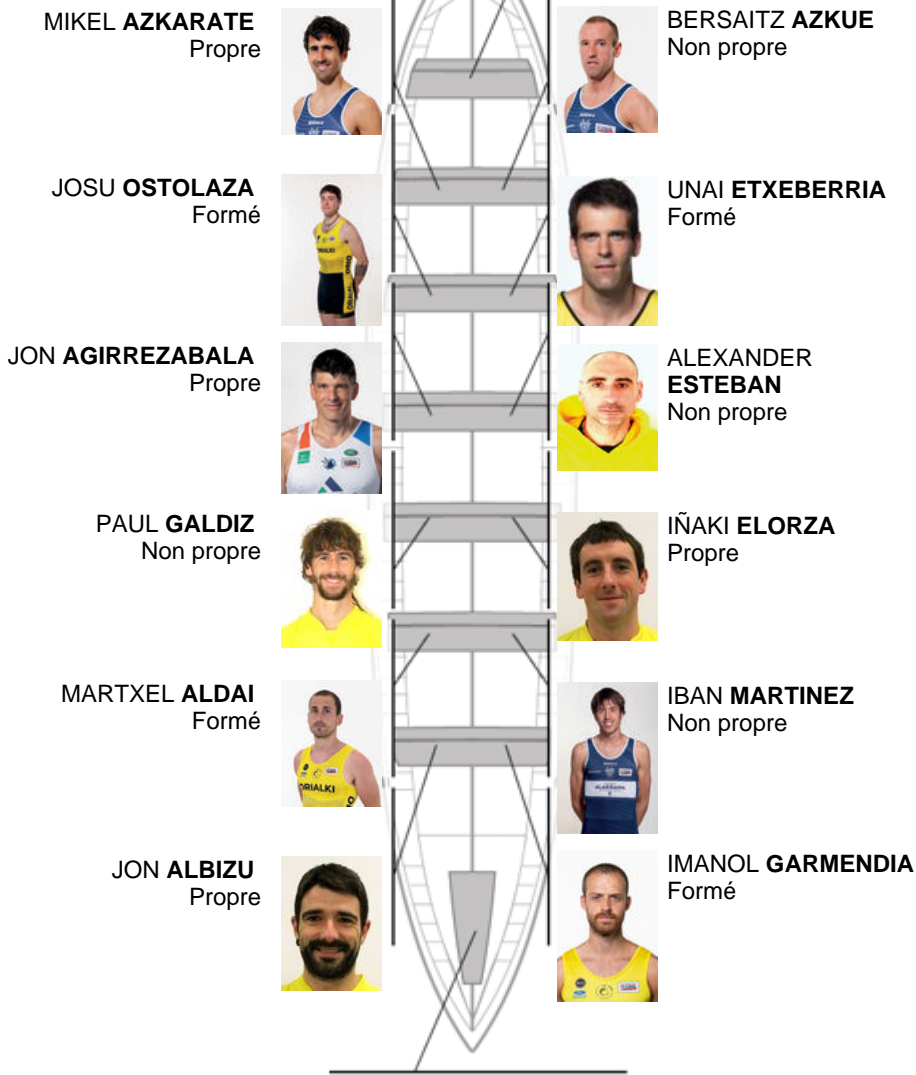 MIKEL AZKARATE
Propre
BERSAITZ AZKUE
Non propre
JOSU OSTOLAZA
Formé
UNAI ETXEBERRIA
Formé
JON AGIRREZABALA
Propre
ALEXANDER
ESTEBAN
Non propre
PAUL GALDIZ
Non propre
IÑAKI ELORZA
Propre
MARTXEL ALDAI
Formé
ORIALKI
IBAN MARTINEZ
Non propre
JON ALBIZU
Propre
IMANOL GARMENDIA
Formé